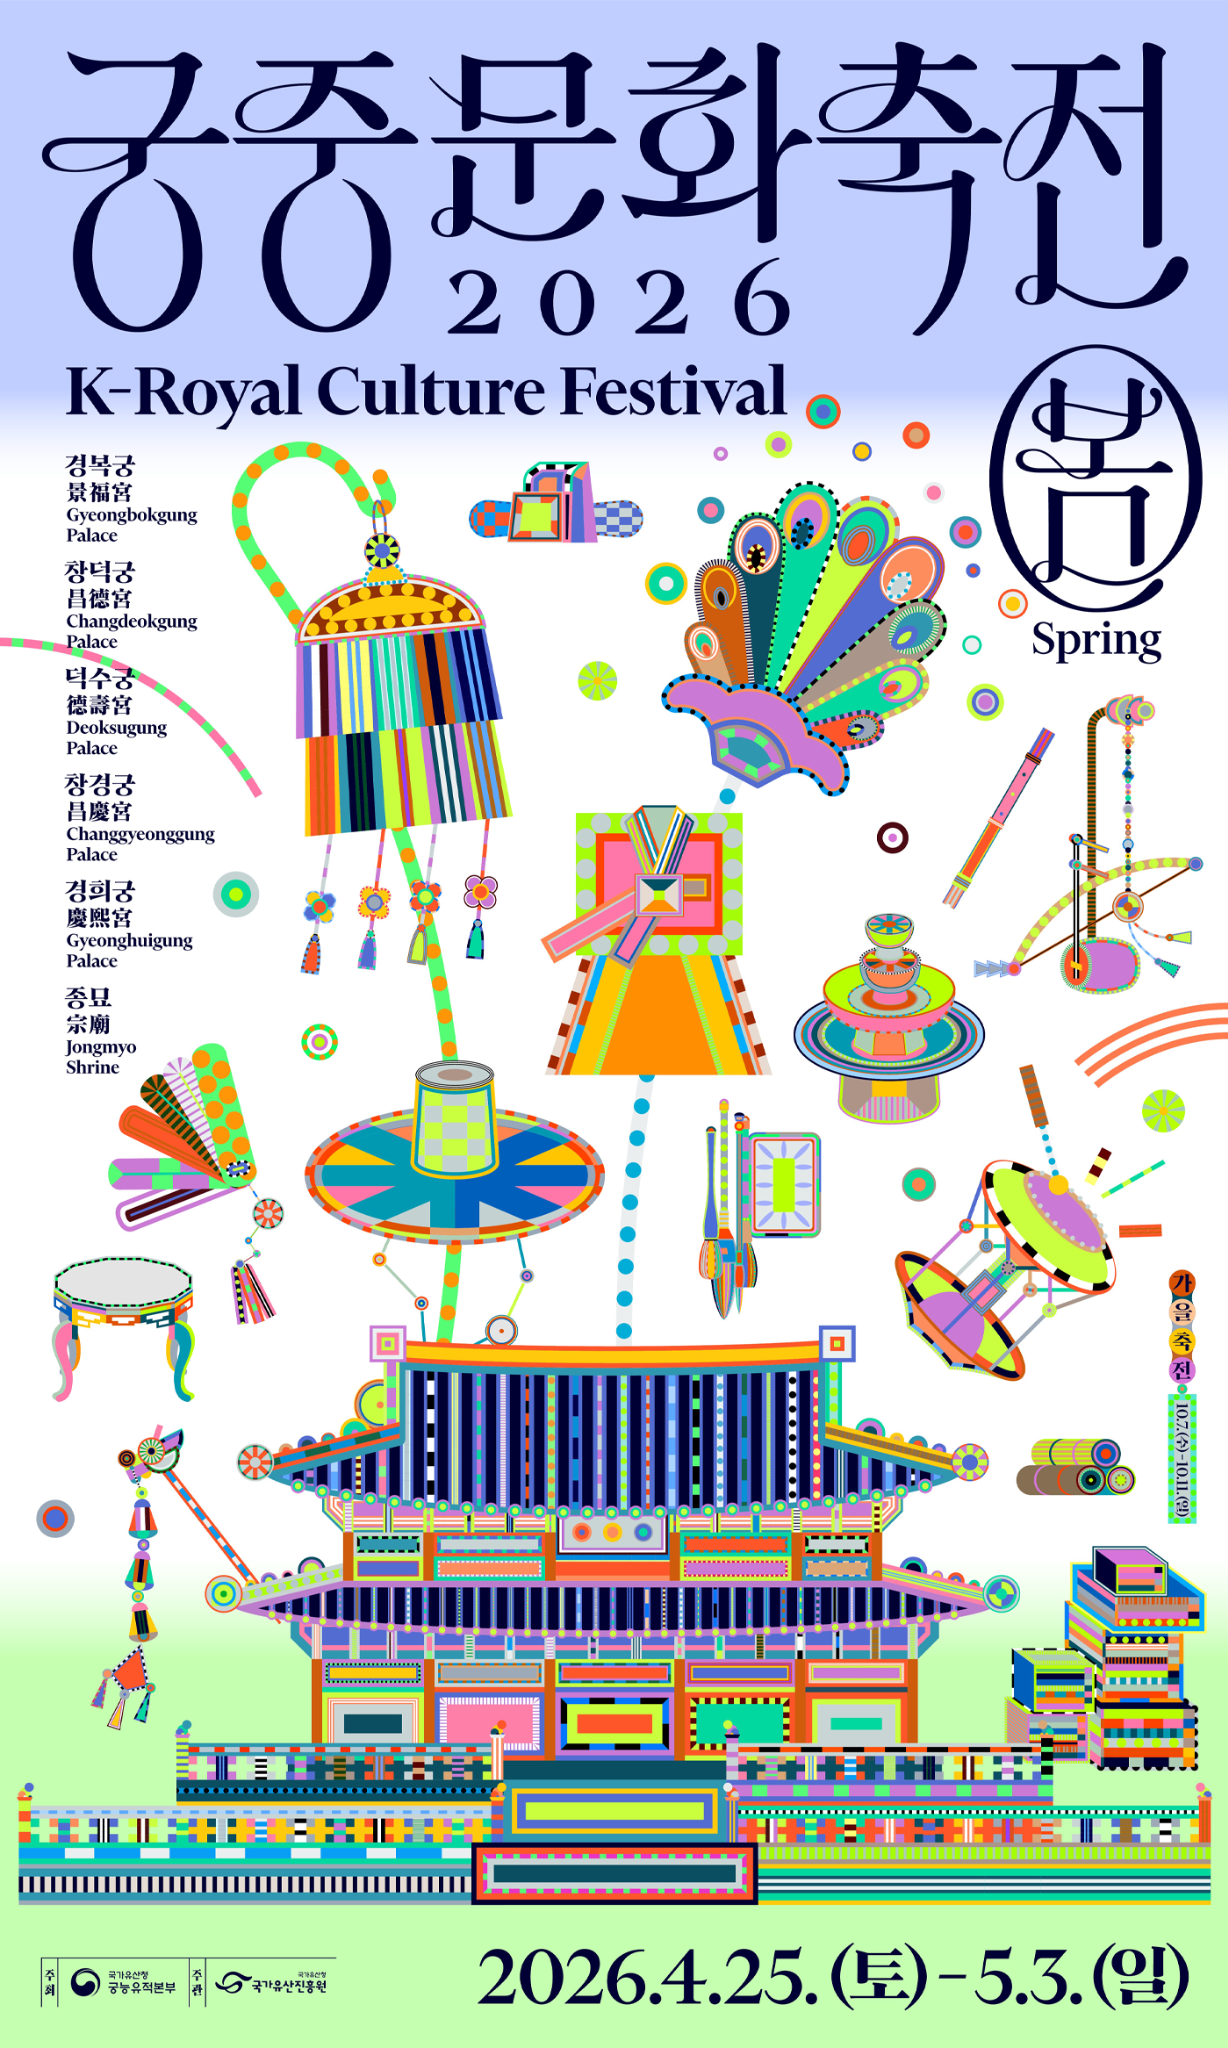 궁중문화축전
2026
K-Royal Culture Festival
봄
Spring
경복궁
景福宮
Gyeongbokgung
Palace
창덕궁
昌德宮
Changdeokgung
Palace
덕수궁
德壽宮
Deoksugung
Palace
창경궁
昌慶宮
Changgyeonggung
Palace
경희궁
慶熙宮
Gyeonghuigung
Palace
종묘
宗廟
Jongmyo
Shrine
가을축전
10.7.(수)-10.11.(일)
주최
국가유산청
궁능유적본부
주관
국가유산청
국가유산진흥원
2026.4.25.(토)-5.3.(일)